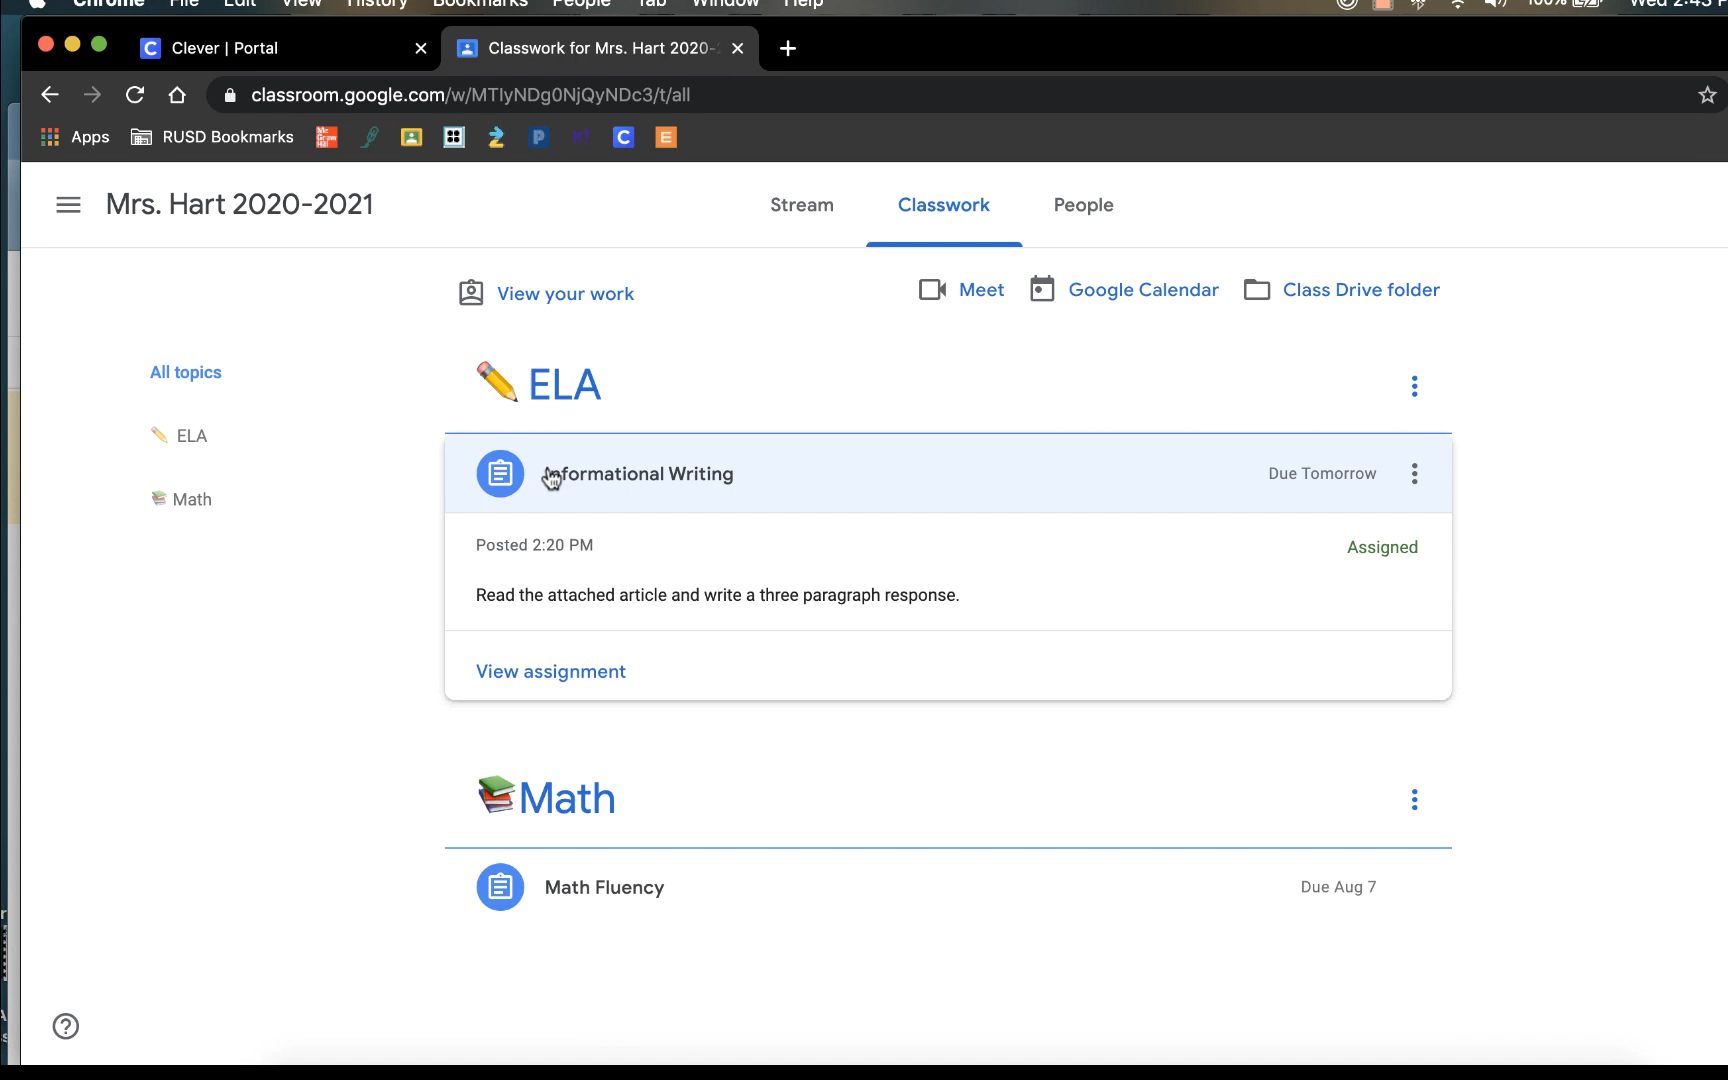 Chrome File Edit View History Bookmarks People Tab Window Help 100% Wed 2:43
Clever | Portal
Classwork for Mrs. Hart 2020-
classroom.google.com/w/MTIyNDg0NjQyNDc3/t/all
Apps
RUSD Bookmarks
Mrs. Hart 2020-2021
Stream
Classwork
People
View your work
Meet
Google Calendar
Class Drive folder
All topics
ELA
Math
ELA
Informational Writing
Due Tomorrow
Posted 2:20 PM
Assigned
Read the attached article and write a three paragraph response.
View assignment
Math
Math Fluency
Due Aug 7